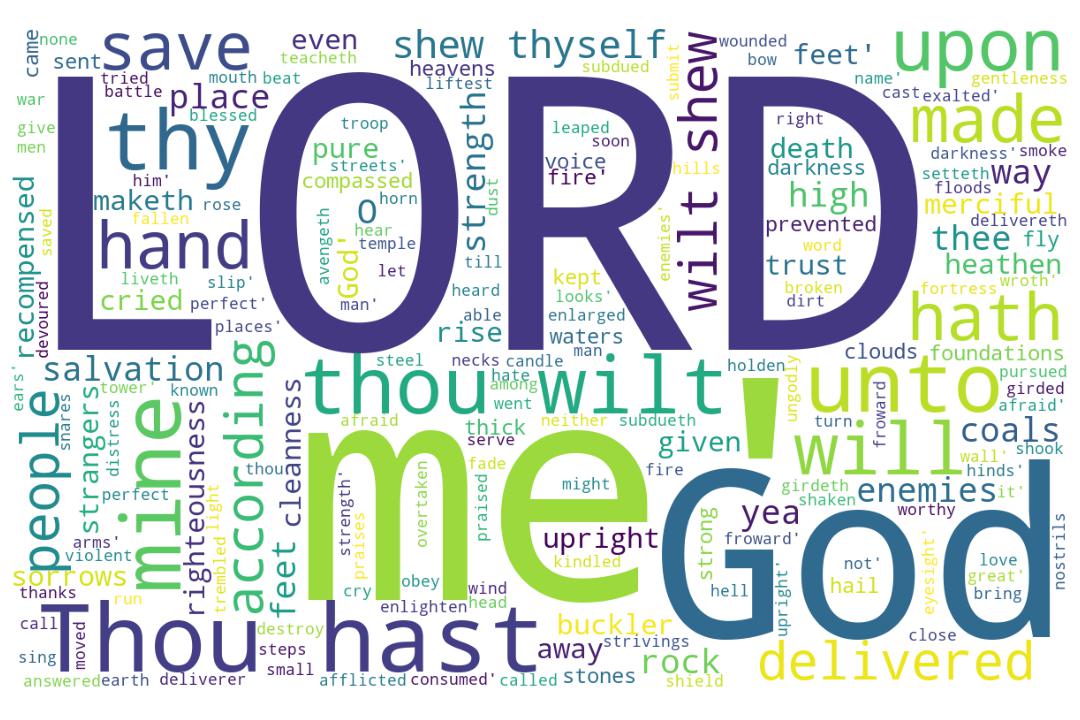 came
none
sent
save
even
teacheth
shew thyself
wounded
bow
feet'
upon
tried
battle
mouth
beat
heavens
liftest
subdued
submit
name'
gentleness
cast
exalted'
war
place
blessed
LORD
give
men
thy
troop
pure
streets'
compassed
strength
dust
leaped
soon
voice
fire'
hills
wilt shew
right
death
darkness
high
prevented
made
darkness'
smoke
setteth
way
floods
merciful
delivereth
him'
maketh
rose
fallen
hand
O
horn
hear
temple
God'
avengeth
let
man'
till
heard
kept
looks'
enlarged
enemies'
word
trust
broken
dirt
thee
fly
heathen
fortress
wroth'
recompensed
saved
devoured
liveth
slip'
cried
perfect'
places'
able
rise
waters
hath
ears'
salvation
tower'
known
according
steel
necks
candle
man
hate
among
went
holden
clouds
foundations
pursued
girded
afraid'
people
snares
strangers
distress
mine
righteousness
cleanness
thou wilt
ungodly
unto
froward
turn
will
coals
wall'
shook
hinds'
afraid
thick
serve
neither
subdueth
given
me'
perfect
thou
fade
fire
might
girdeth
shaken
enemies
it'
worthy
arms'
violent
trembled
light
feet
strength'
praises
overtaken
praised
upright
kindled
yea
froward'
strong
God
not'
hail
love
great'
bring
eyesight'
nostrils
sorrows
thanks
run
cry
obey
wind
head
enlighten
hell
upright'
call
moved
Thou hast
destroy
steps
small
buckler
strivings
away
close
sing
answered
earth
deliverer
afflicted
consumed'
called
stones
rock
shield
delivered